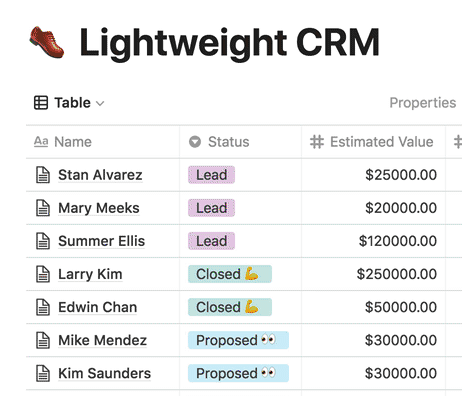 Lightweight CRM
Table Properties
Aa Name Status # Estimated Value #
Stan Alvarez Lead $25000.00
Mary Meeks Lead $20000.00
Summer Ellis Lead $120000.00
Larry Kim Closed 💪 $250000.00
Edwin Chan Closed 💪 $50000.00
Mike Mendez Proposed 👀 $30000.00
Kim Saunders Proposed 👀 $30000.00